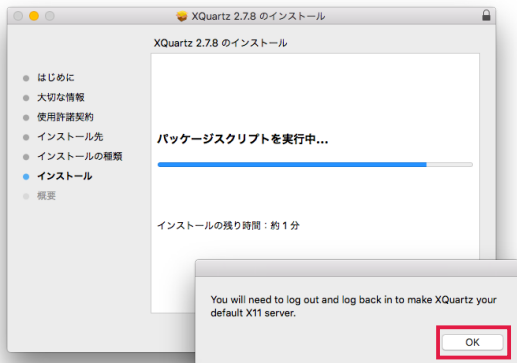 XQuartz 2.7.8 のインストール
XQuartz 2.7.8 のインストール
はじめに
大切な情報
使用許諾契約
インストール先
インストールの種類
インストール
概要
パッケージスクリプトを実行中...
インストールの残り時間：約 1 分
You will need to log out and log back in to make XQuartz your
default X11 server.
OK